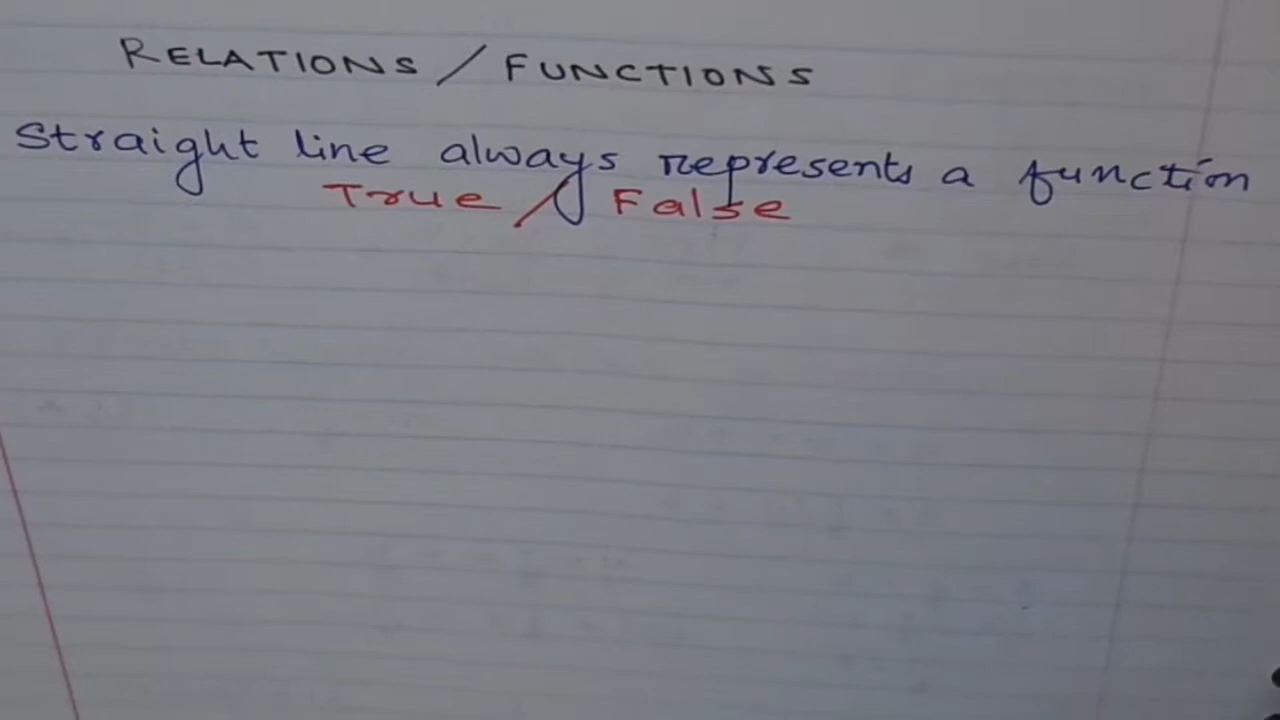 RELATIONS / FUNCTIONS
Straight line always represents a function
True / False